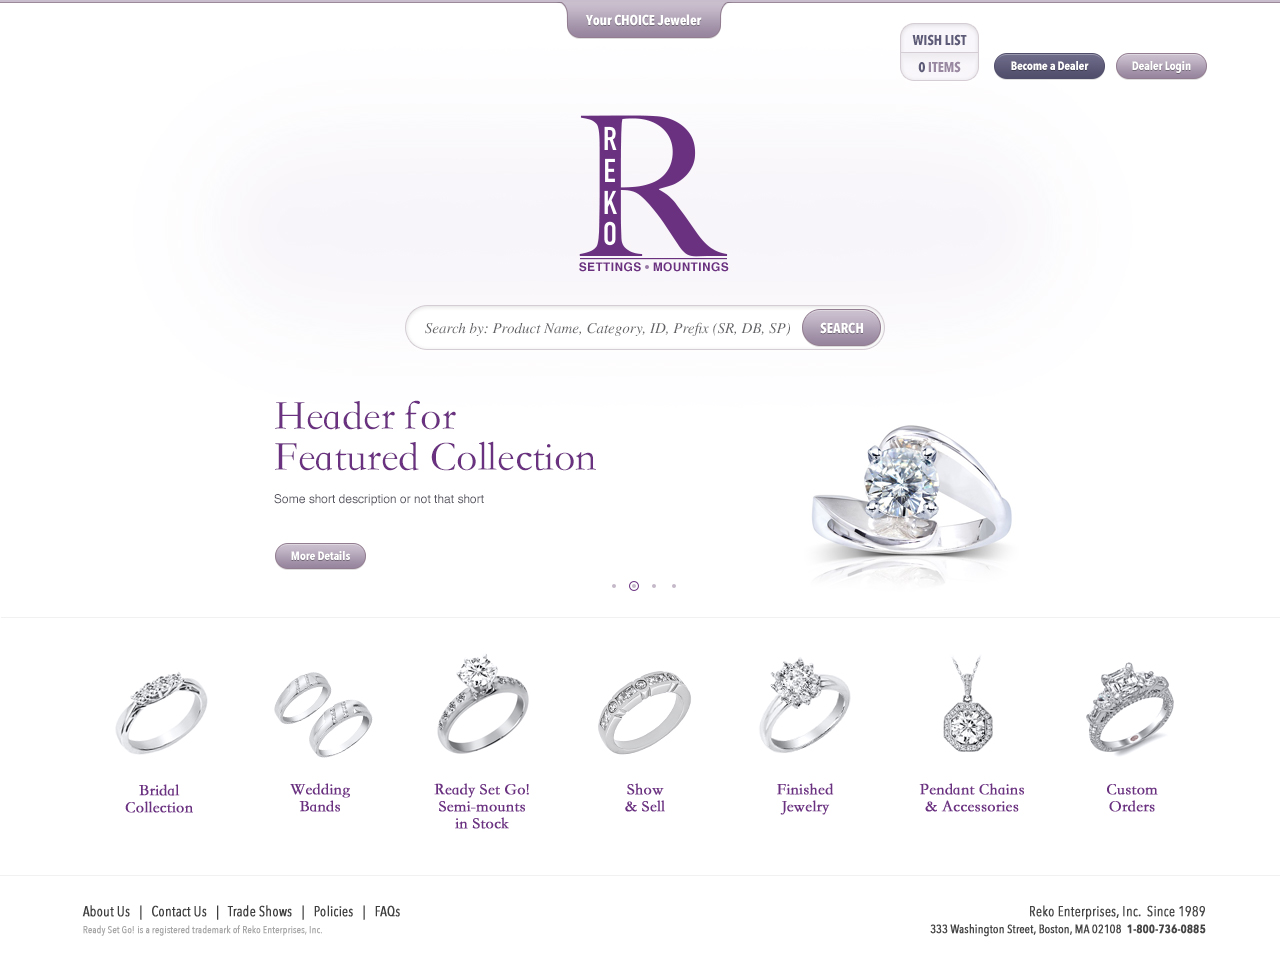 Your CHOICE Jeweler
WISH LIST
0 ITEMS
Become a Dealer
Dealer Login
REKO
R
SETTINGS • MOUNTINGS
Search by: Product Name, Category, ID, Prefix (SR, DB, SP)
SEARCH
Header for
Featured Collection
Some short description or not that short
More Details
Bridal
Collection
Wedding
Bands
Ready Set Go!
Semi-mounts
in Stock
Show
& Sell
Finished
Jewelry
Pendant Chains
& Accessories
Custom
Orders
About Us | Contact Us | Trade Shows | Policies | FAQs
Ready Set Go! is a registered trademark of Reko Enterprises, Inc.
Reko Enterprises, Inc. Since 1989
333 Washington Street, Boston, MA 02108 1-800-736-0885